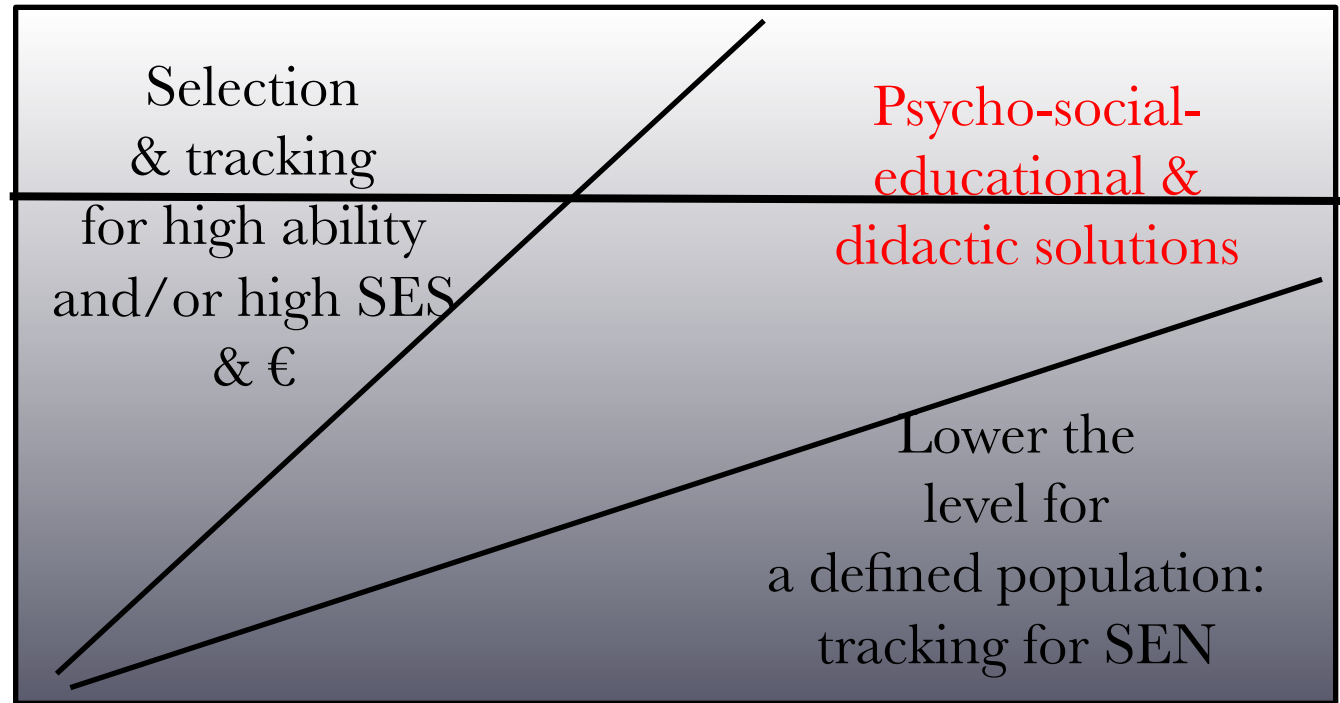 Selection
& tracking
for high ability
and/or high SES
& €
Psycho-social-
educational &
didactic solutions
Lower the
level for
a defined population:
tracking for SEN